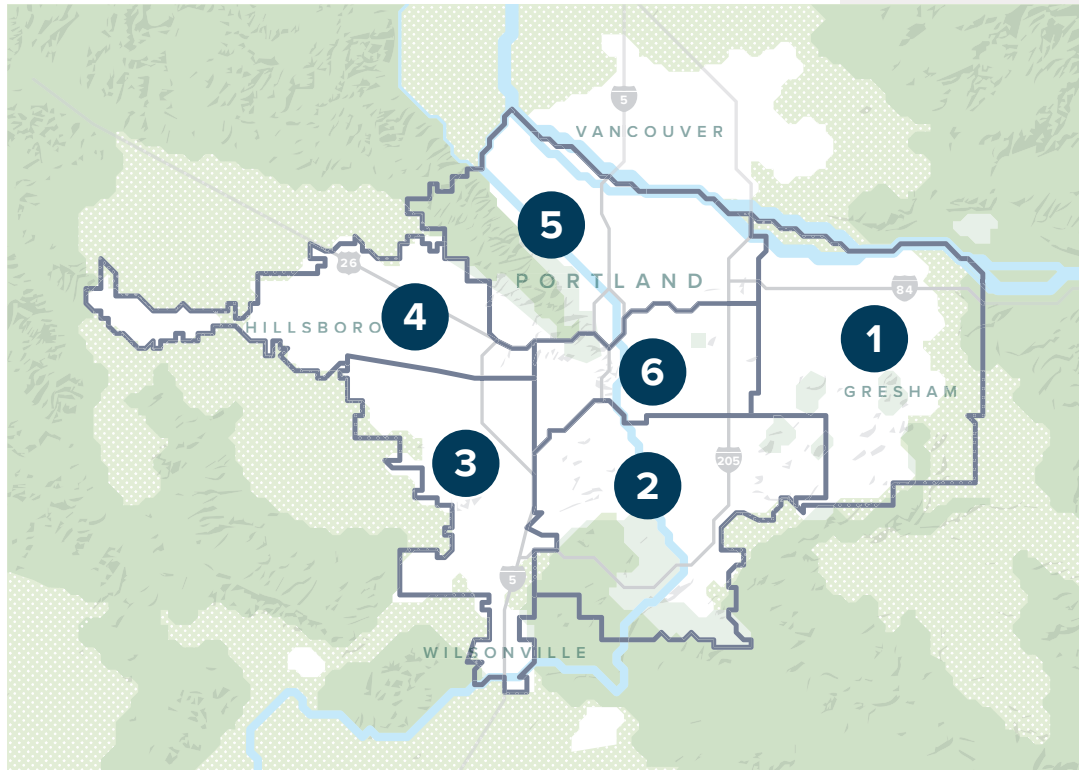 5
VANCOUVER
5
26
PORTLAND
84
HILLSBORO
4
1
6
GRESHAM
3
205
2
5
WILSONVILLE